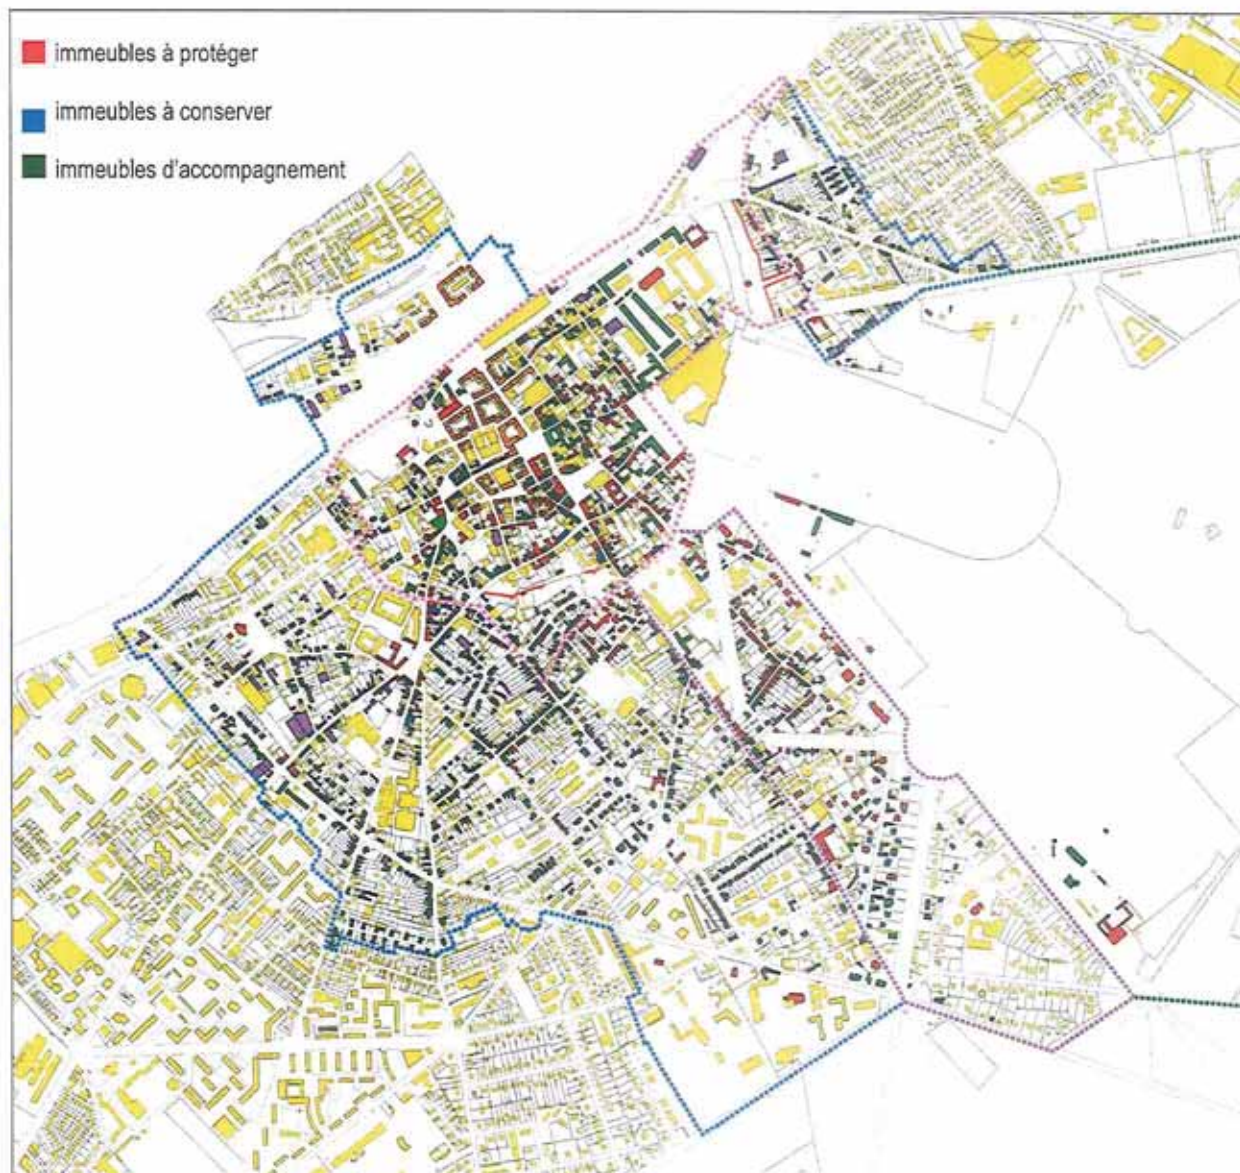 immeubles à protéger
immeubles à conserver
immeubles d'accompagnement